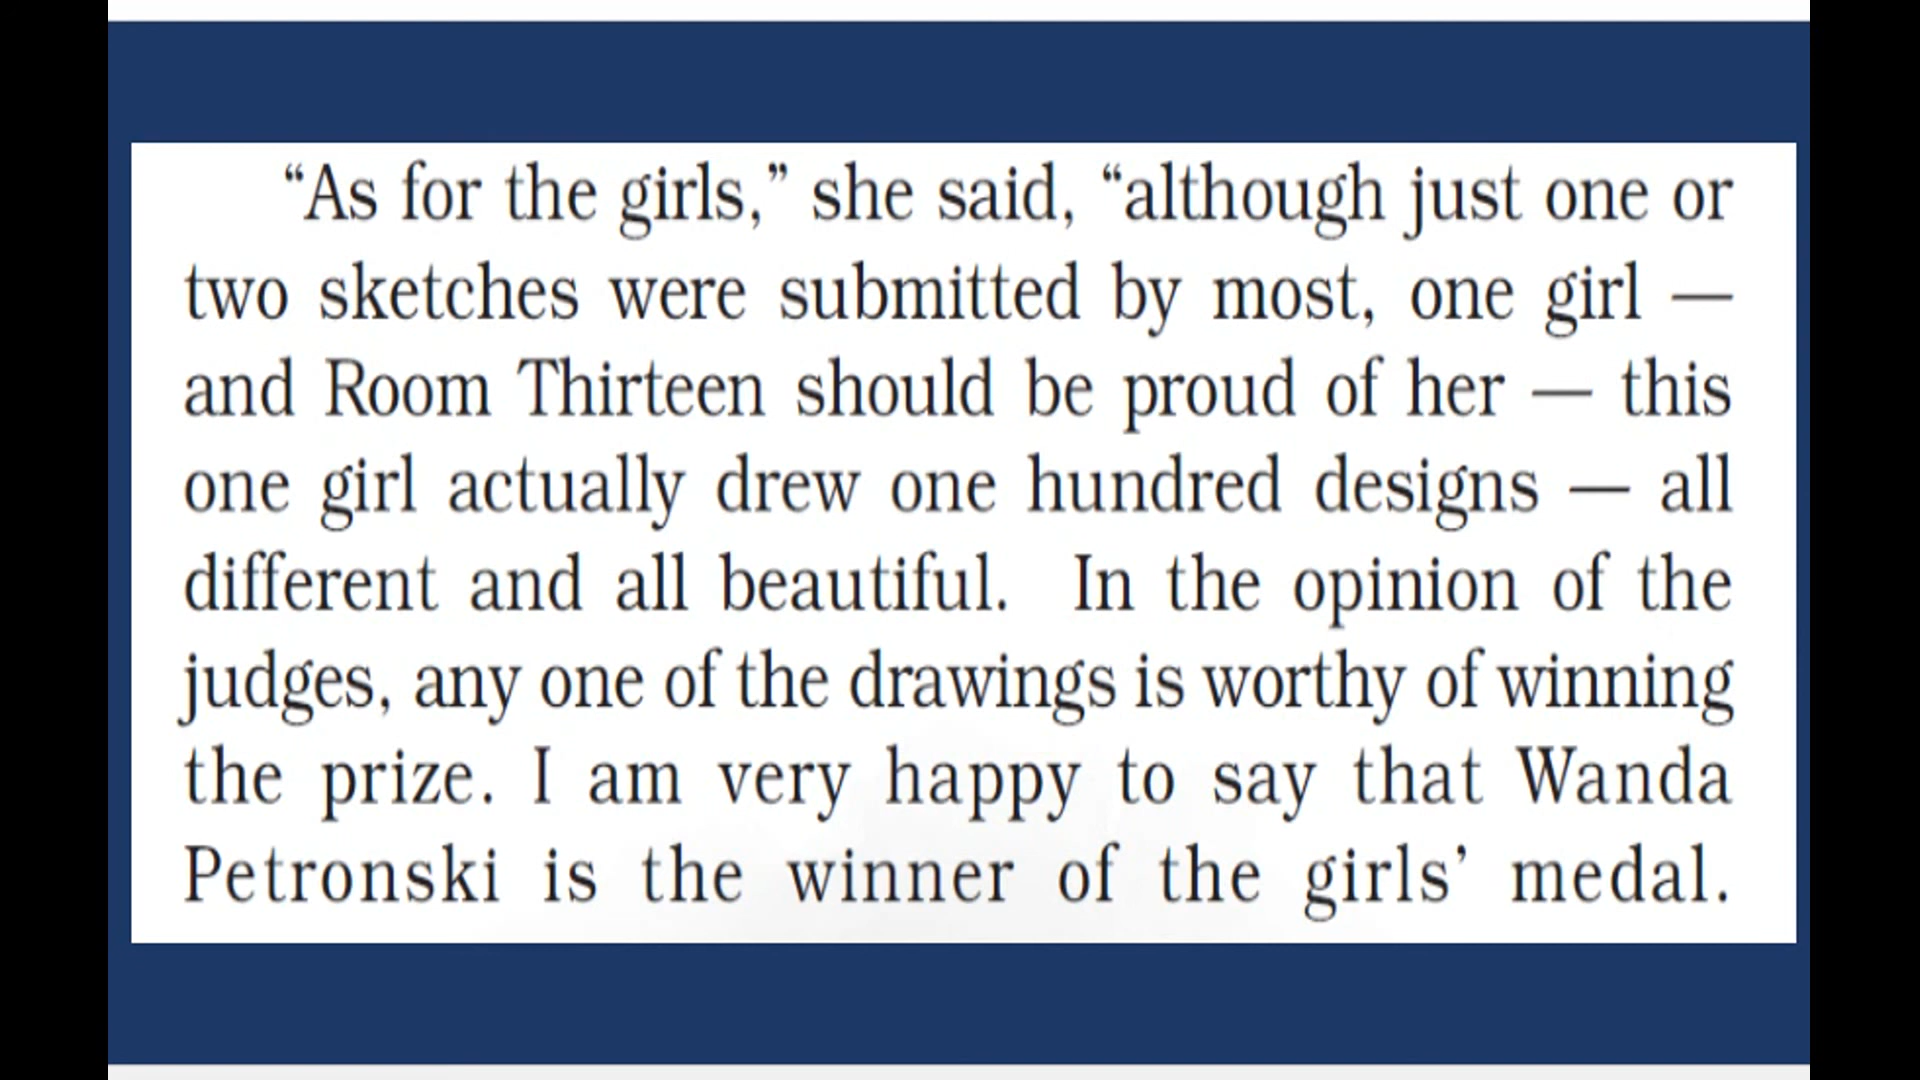 “As for the girls,” she said, “although just one or
two sketches were submitted by most, one girl —
and Room Thirteen should be proud of her — this
one girl actually drew one hundred designs — all
different and all beautiful. In the opinion of the
judges, any one of the drawings is worthy of winning
the prize. I am very happy to say that Wanda
Petronski is the winner of the girls’ medal.